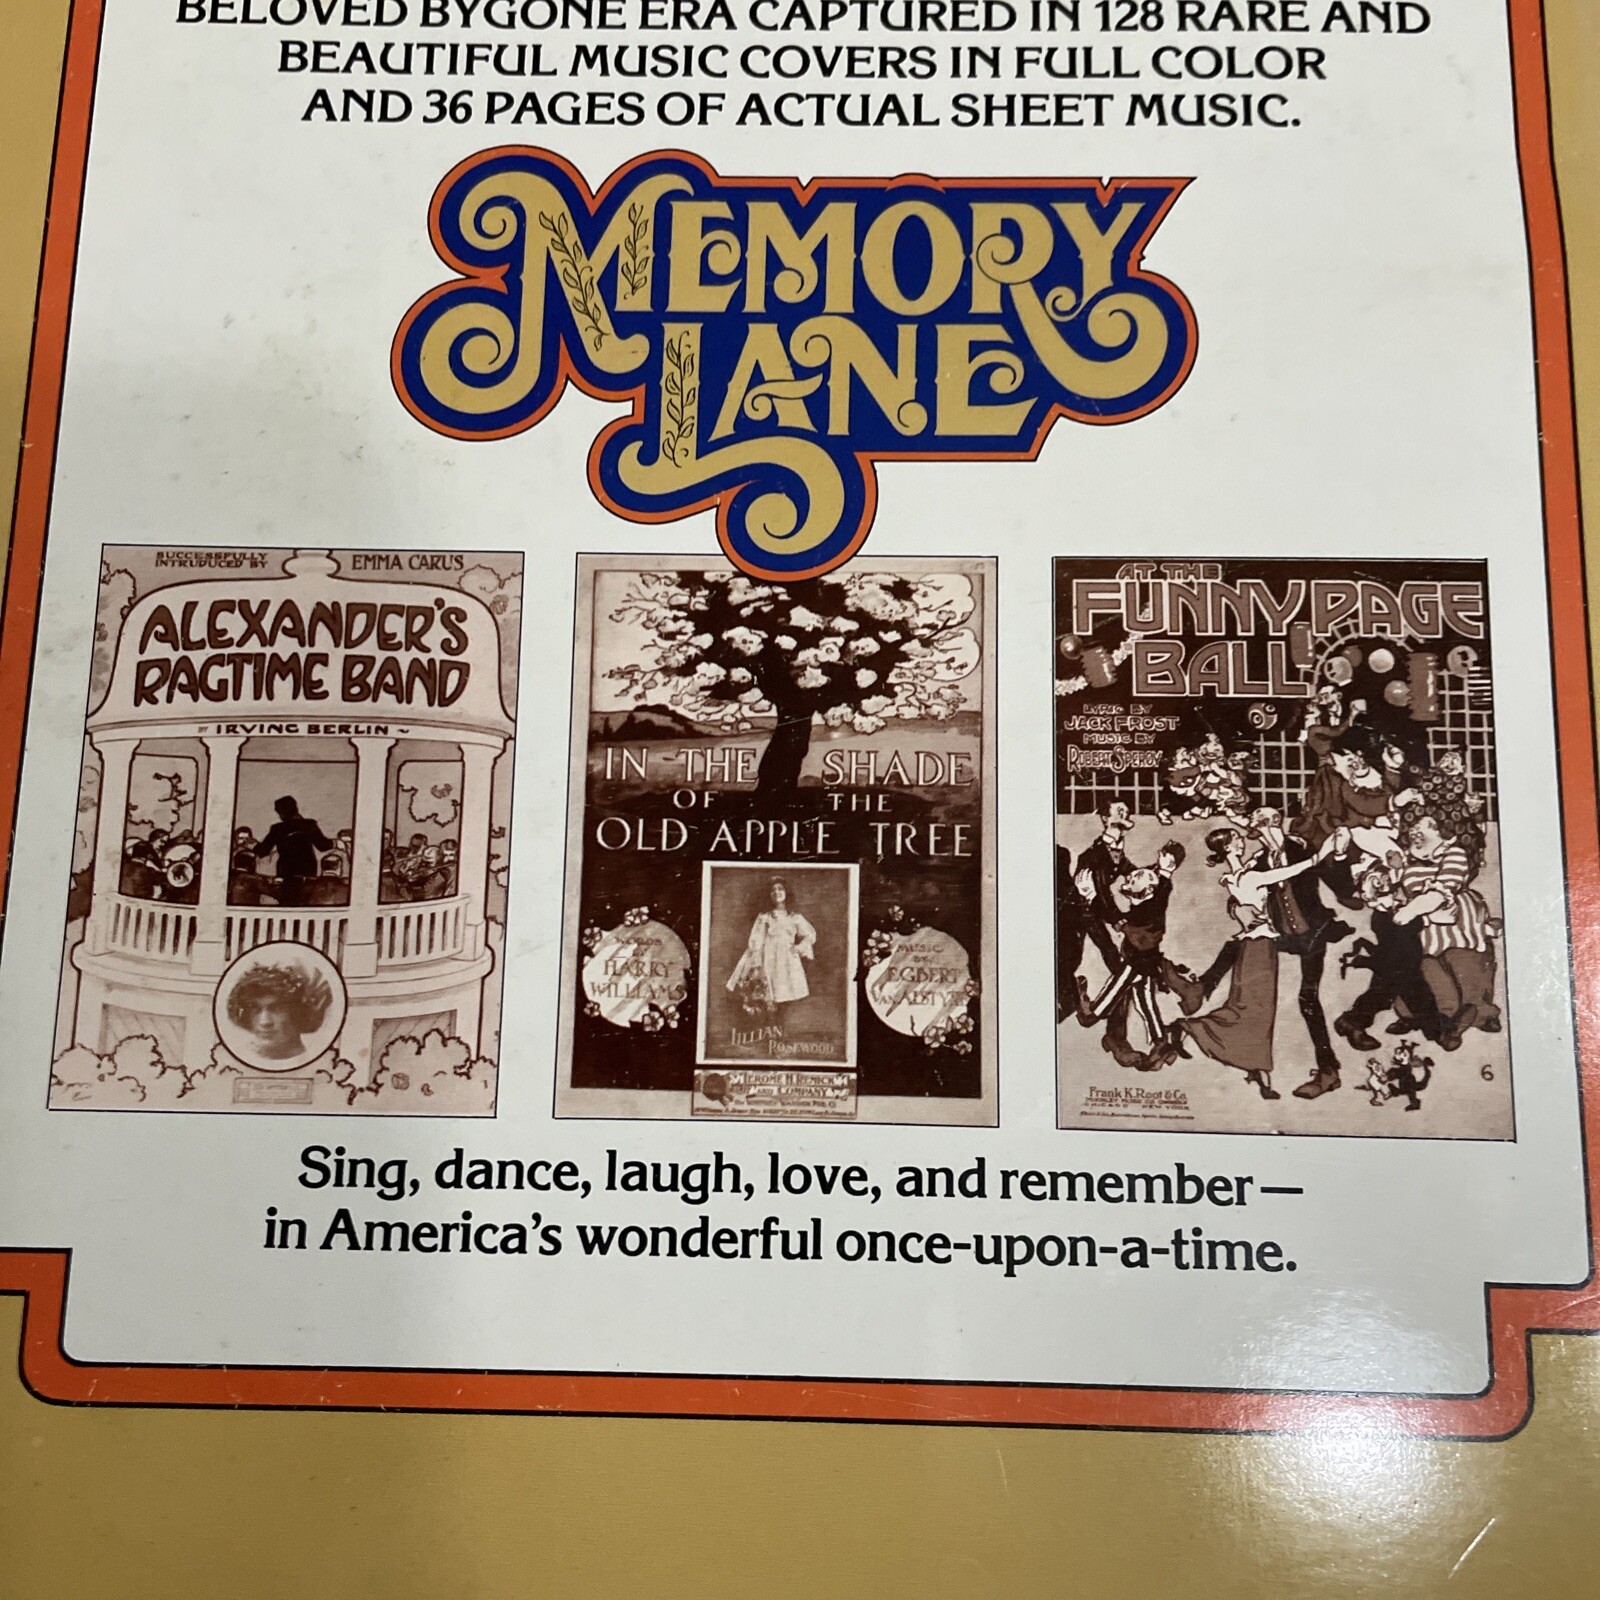 BELOVED BYGONE ERA CAPTURED IN 128 RARE AND
BEAUTIFUL MUSIC COVERS IN FULL COLOR
AND 36 PAGES OF ACTUAL SHEET MUSIC.
MEMORY
LANE
SUCCESSFULLY
INTRODUCED BY
EMMA CARUS
ALEXANDER'S
RAGTIME BAND
BY IRVING BERLIN
IN THE SHADE
OF THE
OLD APPLE TREE
WORDS
BY
HARRY
WILLIAMS
MUSIC
BY
EGBERT
VAN ALSTYNE
LILLIAN
ROSEWOOD
JEROME H. REMICK
AND COMPANY
AT THE
FUNNY PAGE
BALL
LYRIC BY
JACK FROST
MUSIC BY
ROBERT SPEROY
6
Frank K. Root & Co.
CHICAGO NEW YORK
Sing, dance, laugh, love, and remember—
in America's wonderful once-upon-a-time.